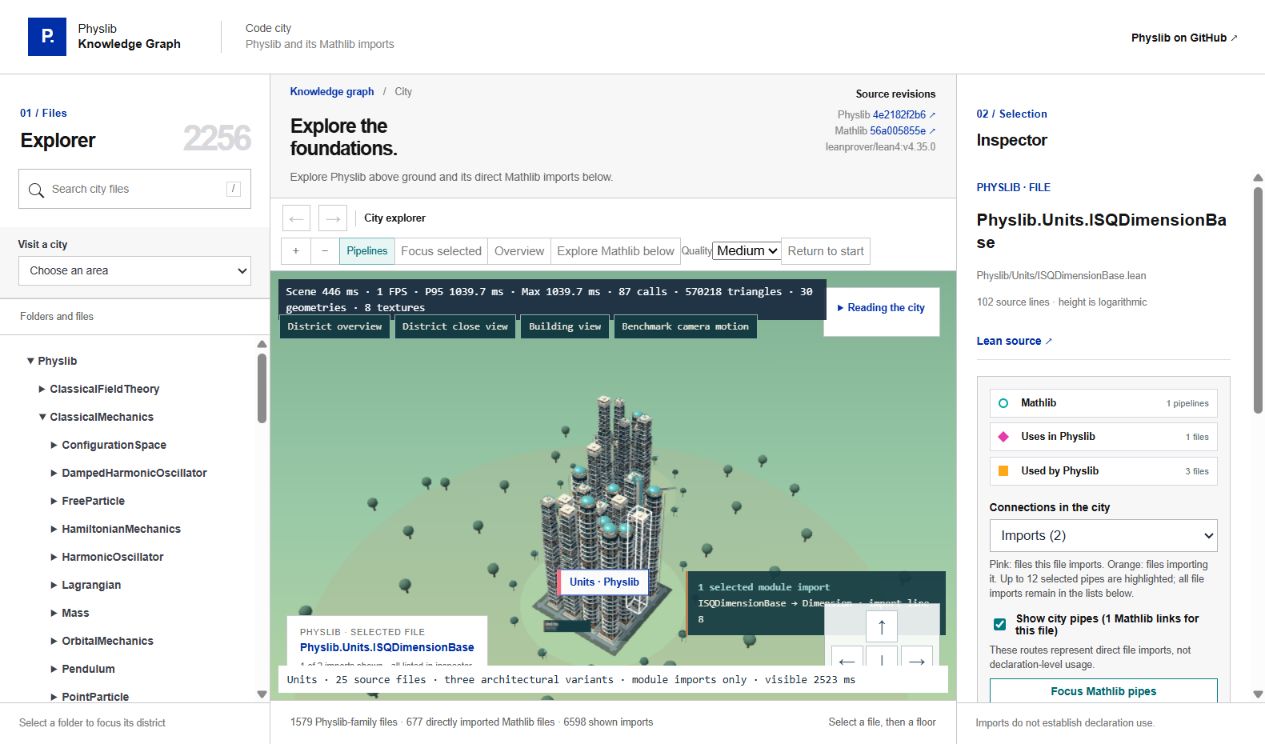 P.
Physlib
Knowledge Graph
Code city
Physlib and its Mathlib imports
Physlib on GitHub ↗
01 / Files
Explorer
2256
Search city files
/
Visit a city
Choose an area
Folders and files
▼ Physlib
▶ ClassicalFieldTheory
▼ ClassicalMechanics
▶ ConfigurationSpace
▶ DampedHarmonicOscillator
▶ FreeParticle
▶ HamiltonianMechanics
▶ HarmonicOscillator
▶ Lagrangian
▶ Mass
▶ OrbitalMechanics
▶ Pendulum
▶ PointParticle
Select a folder to focus its district
Knowledge graph / City
Explore the
foundations.
Explore Physlib above ground and its direct Mathlib imports below.
Source revisions
Physlib 4e2182f2b6 ↗
Mathlib 56a005855e ↗
leanprover/lean4:v4.35.0
← → City explorer
+ − Pipelines Focus selected Overview Explore Mathlib below Quality Medium Return to start
Scene 446 ms · 1 FPS · P95 1039.7 ms · Max 1039.7 ms · 87 calls · 570218 triangles · 30
geometries · 8 textures
District overview District close view Building view Benchmark camera motion
▶ Reading the city
Units · Physlib
1 selected module import
ISQDimensionBase → Dimension · import line
8
↑
← ↓ →
PHYSLIB · SELECTED FILE
Physlib.Units.ISQDimensionBase
1 of 2 imports shown · all listed in inspector
Units · 25 source files · three architectural variants · module imports only · visible 2523 ms
1579 Physlib-family files · 677 directly imported Mathlib files · 6598 shown imports
Select a file, then a floor
02 / Selection
Inspector
PHYSLIB · FILE
Physlib.Units.ISQDimensionBa
se
Physlib/Units/ISQDimensionBase.lean
102 source lines · height is logarithmic
Lean source ↗
Mathlib 1 pipelines
Uses in Physlib 1 files
Used by Physlib 3 files
Connections in the city
Imports (2)
Pink: files this file imports. Orange: files importing
it. Up to 12 selected pipes are highlighted; all file
imports remain in the lists below.
Show city pipes (1 Mathlib links for
this file)
These routes represent direct file imports, not
declaration-level usage.
Focus Mathlib pipes
Imports do not establish declaration use.